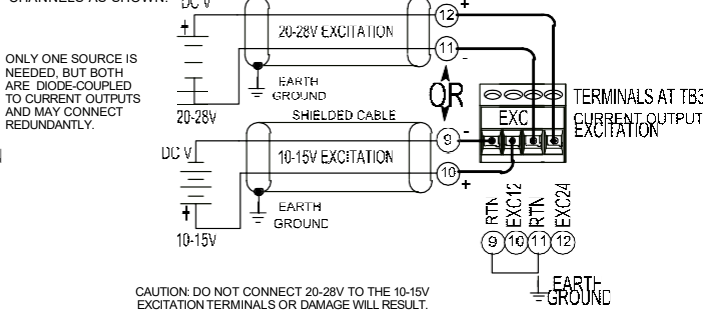 CHANNELS AS SHOWN.
DC V
+
20-28V EXCITATION
12
+
11
-
ONLY ONE SOURCE IS
NEEDED, BUT BOTH
ARE DIODE-COUPLED
TO CURRENT OUTPUTS
AND MAY CONNECT
REDUNDANTLY.
EARTH
GROUND
20-28V
SHIELDED CABLE
OR
EXC
TERMINALS AT TB3
CURRENT OUTPUT
EXCITATION
DC V
10-15V EXCITATION
9
-
10
+
+
EARTH
GROUND
10-15V
RTN
EXC12
RTN
EXC24
9 10 11 12
EARTH
GROUND
CAUTION: DO NOT CONNECT 20-28V TO THE 10-15V
EXCITATION TERMINALS OR DAMAGE WILL RESULT.